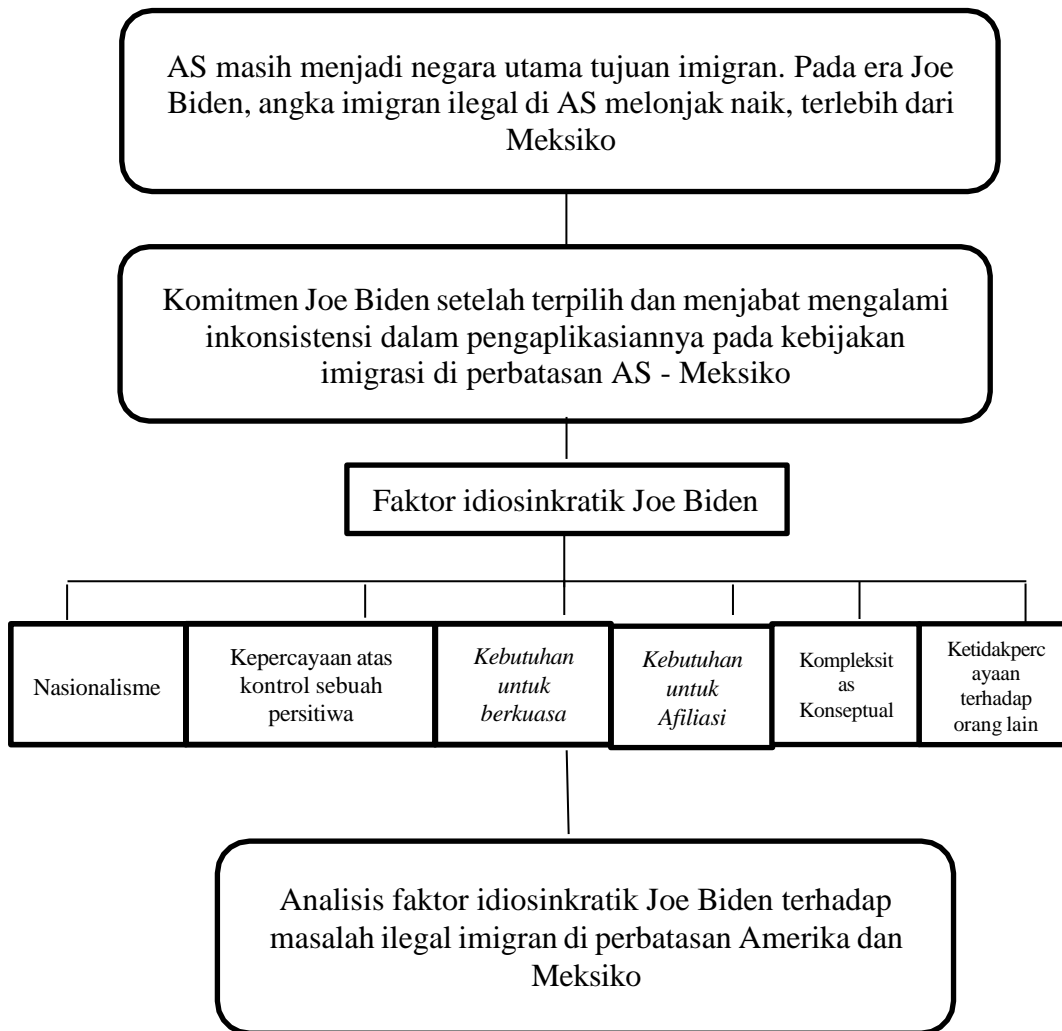 AS masih menjadi negara utama tujuan imigran. Pada era Joe
Biden, angka imigran ilegal di AS melonjak naik, terlebih dari
Meksiko
Komitmen Joe Biden setelah terpilih dan menjabat mengalami
inkonsistensi dalam pengaplikasiannya pada kebijakan
imigrasi di perbatasan AS - Meksiko
Faktor idiosinkratik Joe Biden
Nasionalisme
Kepercayaan atas
kontrol sebuah
persitiwa
Kebutuhan
untuk
berkuasa
Kebutuhan
untuk
Afiliasi
Kompleksit
as
Konseptual
Ketidakperc
ayaan
terhadap
orang lain
Analisis faktor idiosinkratik Joe Biden terhadap
masalah ilegal imigran di perbatasan Amerika dan
Meksiko